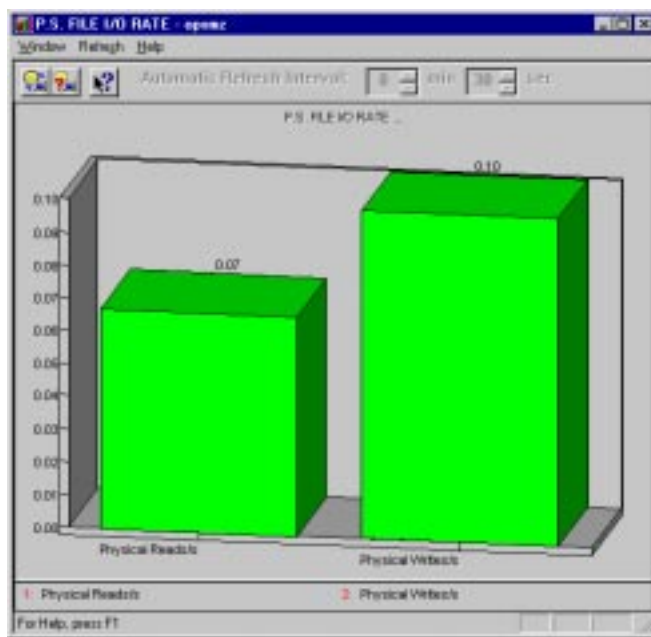 P.S. FILE I/O RATE - opomz
Window Refresh Help
Automatic Refresh Interval: 0 min 30 sec
P.S. FILE I/O RATE ...
0.10
0.10
0.09
0.08
0.07
0.07
0.06
0.05
0.04
0.03
0.02
0.01
0.00
Physical Reads/s
Physical Writes/s
1 Physical Reads/s 2 Physical Writes/s
For Help, press F1